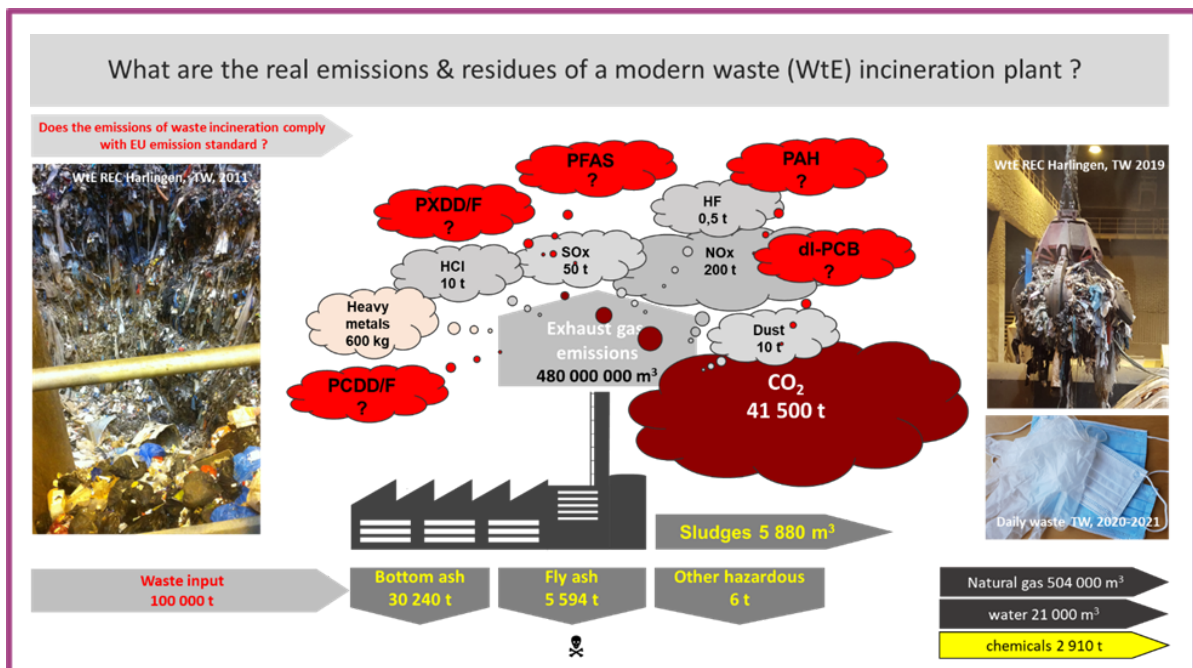 What are the real emissions & residues of a modern waste (WtE) incineration plant ?
Does the emissions of waste incineration comply
with EU emission standard ?
WtE REC Harlingen, TW, 2011
PFAS
?
PAH
?
WtE REC Harlingen, TW 2019
PXDD/F
?
HF
0,5 t
SOx
50 t
NOx
200 t
dl-PCB
?
HCl
10 t
Heavy
metals
600 kg
Exhaust gas
emissions
480 000 000 m³
Dust
10 t
PCDD/F
?
CO₂
41 500 t
Sludges 5 880 m³
Daily waste TW, 2020-2021
Waste input
100 000 t
Bottom ash
30 240 t
Fly ash
5 594 t
Other hazardous
6 t
Natural gas 504 000 m³
water 21 000 m³
chemicals 2 910 t